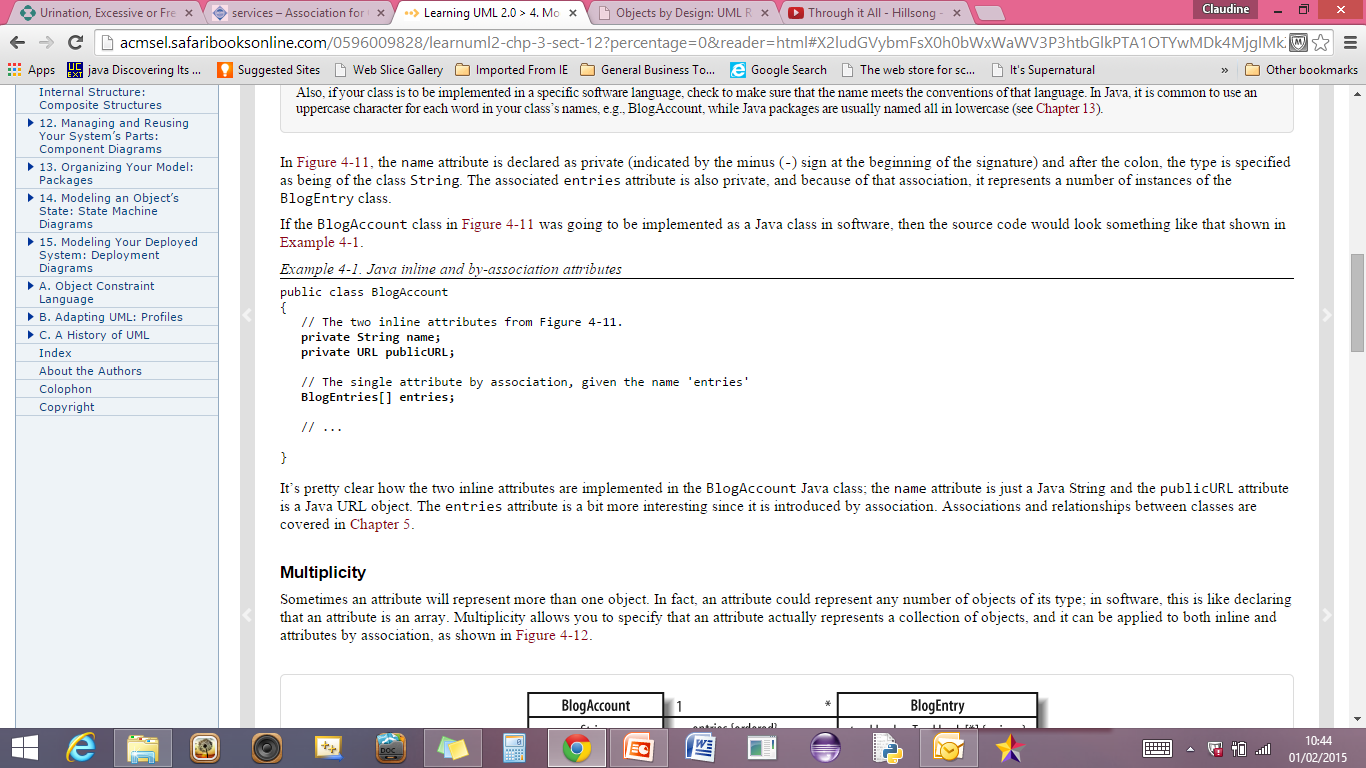 Urination, Excessive or Fre
services – Association for
Learning UML 2.0 > 4. Mo
Objects by Design: UML R
Through it All - Hillsong -
Claudine
acmsel.safaribooksonline.com/0596009828/learnuml2-chp-3-sect-12?percentage=0&reader=html#X2ludGVybmFsX0h0bWxWaWV3P3htbGlkPTA1OTYwMDk4MjglMk
Apps
java Discovering Its ...
Suggested Sites
Web Slice Gallery
Imported From IE
General Business To...
Google Search
The web store for sc...
It's Supernatural
»
Other bookmarks
Internal Structure:
Composite Structures
12. Managing and Reusing
Your System's Parts:
Component Diagrams
13. Organizing Your Model:
Packages
14. Modeling an Object's
State: State Machine
Diagrams
15. Modeling Your Deployed
System: Deployment
Diagrams
A. Object Constraint
Language
B. Adapting UML: Profiles
C. A History of UML
Index
About the Authors
Colophon
Copyright
Also, if your class is to be implemented in a specific software language, check to make sure that the name meets the conventions of that language. In Java, it is common to use an
uppercase character for each word in your class's names, e.g., BlogAccount, while Java packages are usually named all in lowercase (see Chapter 13).
In Figure 4-11, the name attribute is declared as private (indicated by the minus (-) sign at the beginning of the signature) and after the colon, the type is specified
as being of the class String. The associated entries attribute is also private, and because of that association, it represents a number of instances of the
BlogEntry class.
If the BlogAccount class in Figure 4-11 was going to be implemented as a Java class in software, then the source code would look something like that shown in
Example 4-1.
Example 4-1. Java inline and by-association attributes
public class BlogAccount
{
// The two inline attributes from Figure 4-11.
private String name;
private URL publicURL;
// The single attribute by association, given the name 'entries'
BlogEntries[] entries;
// ...
}
It's pretty clear how the two inline attributes are implemented in the BlogAccount Java class; the name attribute is just a Java String and the publicURL attribute
is a Java URL object. The entries attribute is a bit more interesting since it is introduced by association. Associations and relationships between classes are
covered in Chapter 5.
Multiplicity
Sometimes an attribute will represent more than one object. In fact, an attribute could represent any number of objects of its type; in software, this is like declaring
that an attribute is an array. Multiplicity allows you to specify that an attribute actually represents a collection of objects, and it can be applied to both inline and
attributes by association, as shown in Figure 4-12.
BlogAccount 1 * BlogEntry
10:44
01/02/2015